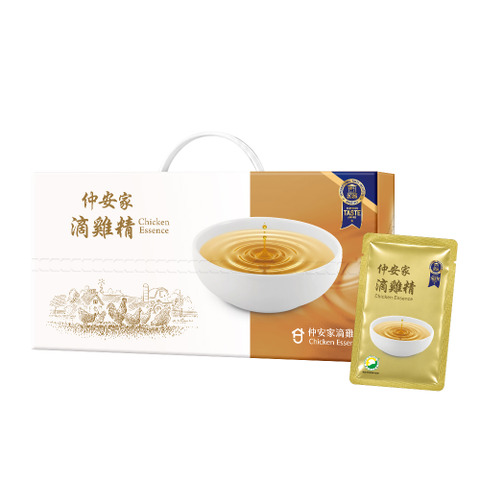 仲安家
滴雞精
Chicken
Essence
TASTE
仲安家滴雞
Chicken Essen
仲安家
滴雞精
Chicken Essence